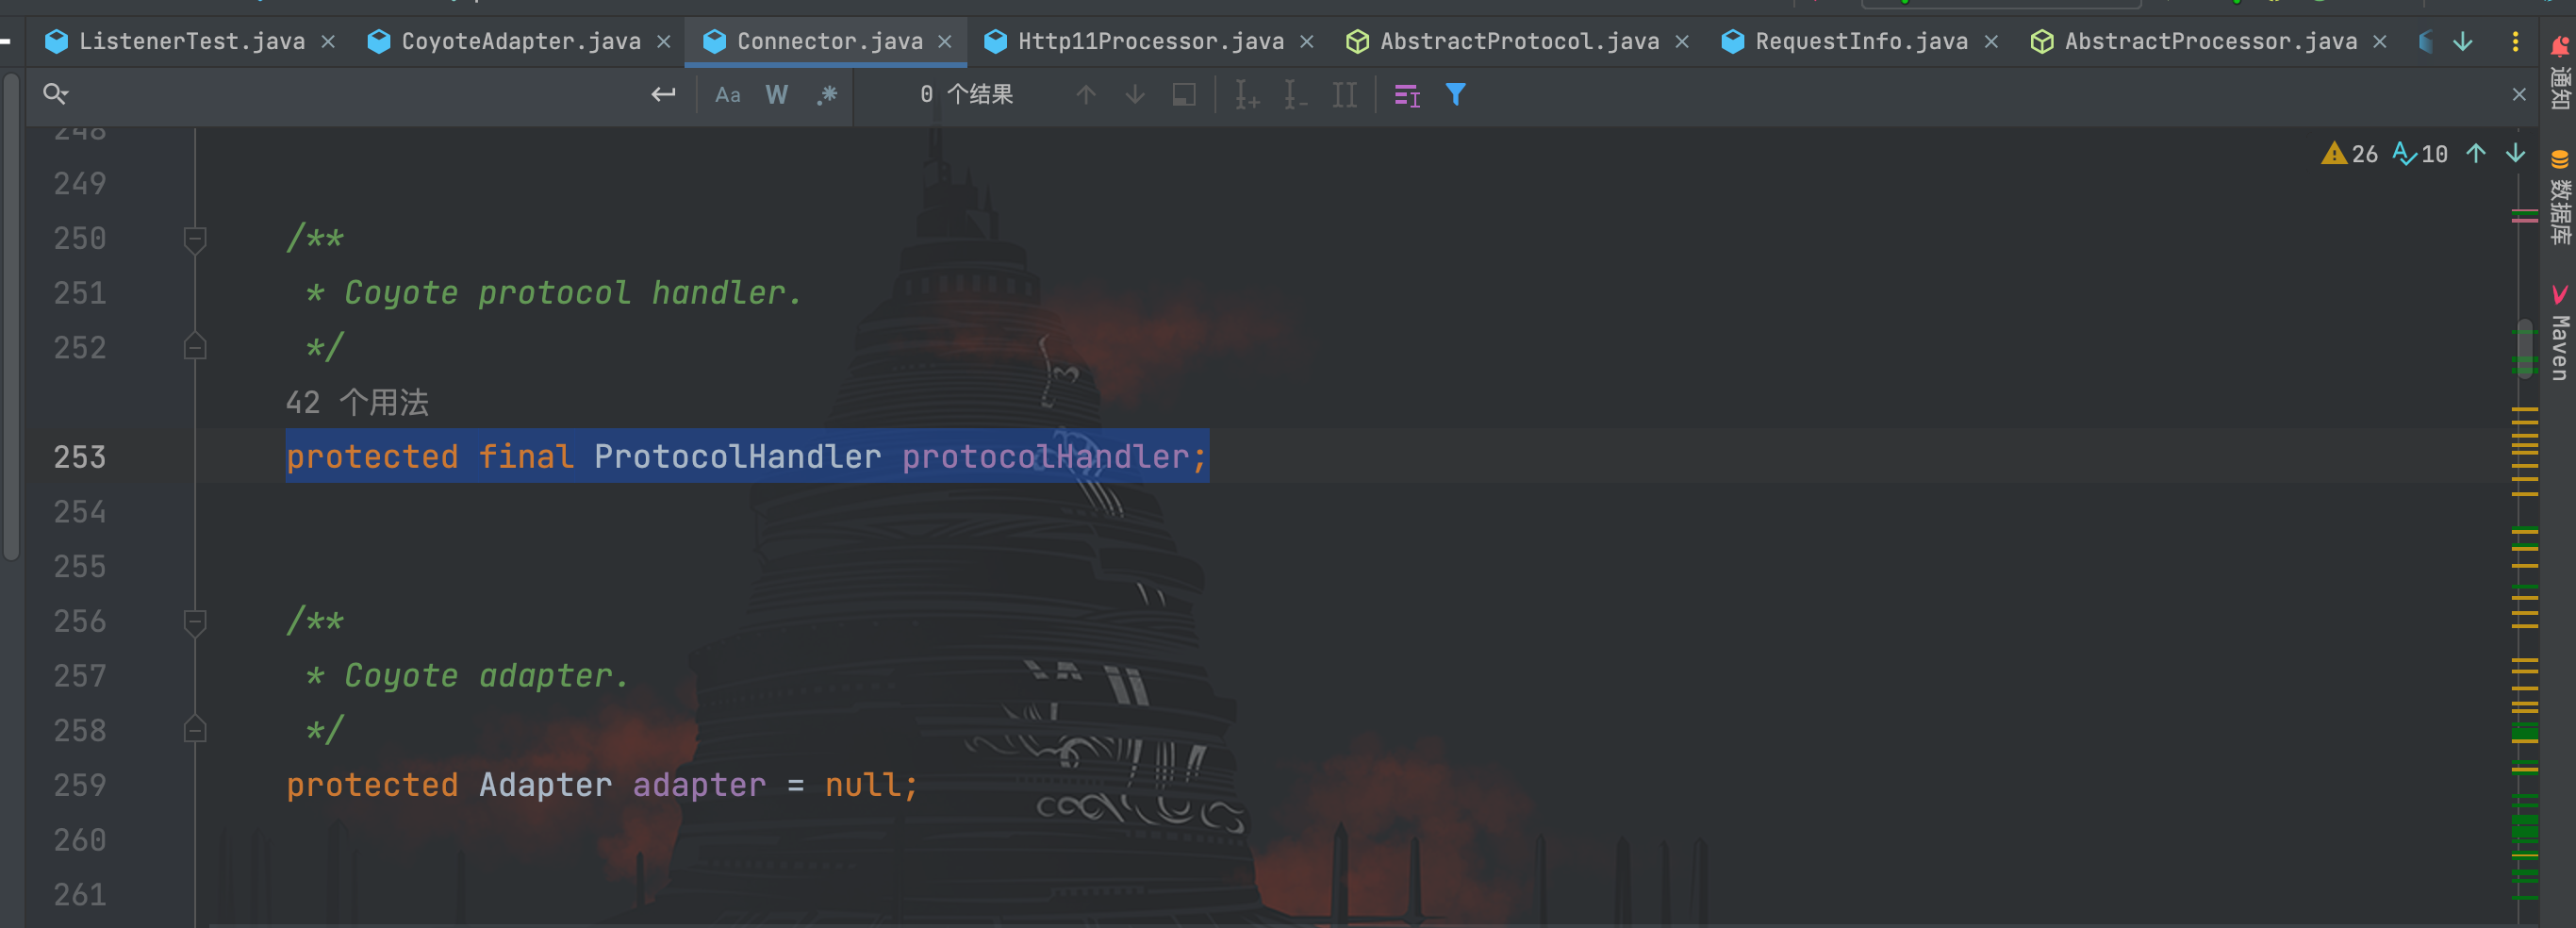 ListenerTest.java CoyoteAdapter.java Connector.java Http11Processor.java AbstractProtocol.java RequestInfo.java AbstractProcessor.java
Aa W .* 0 个结果
26 10
248
249
250 /**
251 * Coyote protocol handler.
252 */
42 个用法
253 protected final ProtocolHandler protocolHandler;
254
255
256 /**
257 * Coyote adapter.
258 */
259 protected Adapter adapter = null;
260
261
通知
数据库
Maven